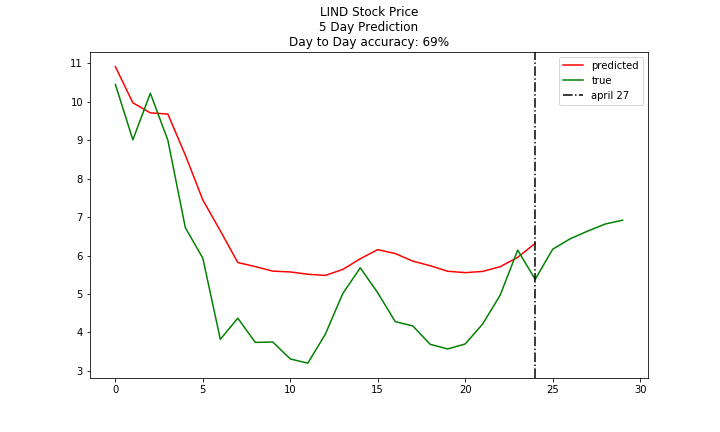 LIND Stock Price
5 Day Prediction
Day to Day accuracy: 69%
predicted
true
april 27
11
10
9
8
7
6
5
4
3
0 5 10 15 20 25 30